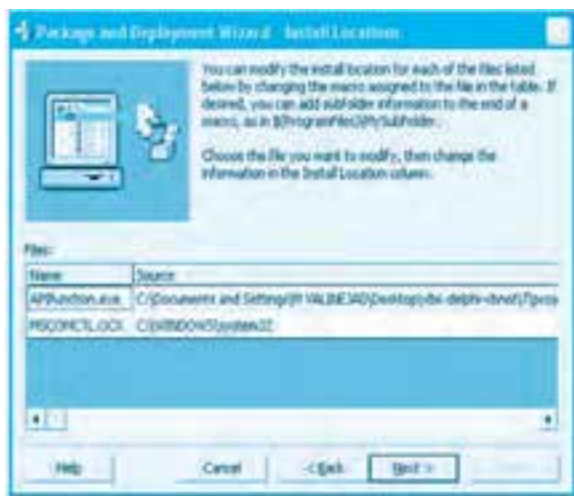 Package and Deployment Wizard - Install Locations
You can modify the install location for each of the files listed
below by changing the macro assigned to the file in the table. If
desired, you can add subfolder information to the end of a
macro, as in $(ProgramFiles)\MySubFolder.
Choose the file you want to modify, then change the
information in the Install Location column.
Files:
Name Source
APIfunction.exe C:\Documents and Settings\
MSCOMCTL.OCX C:\WINDOWS\system32
Help Cancel < Back Next >